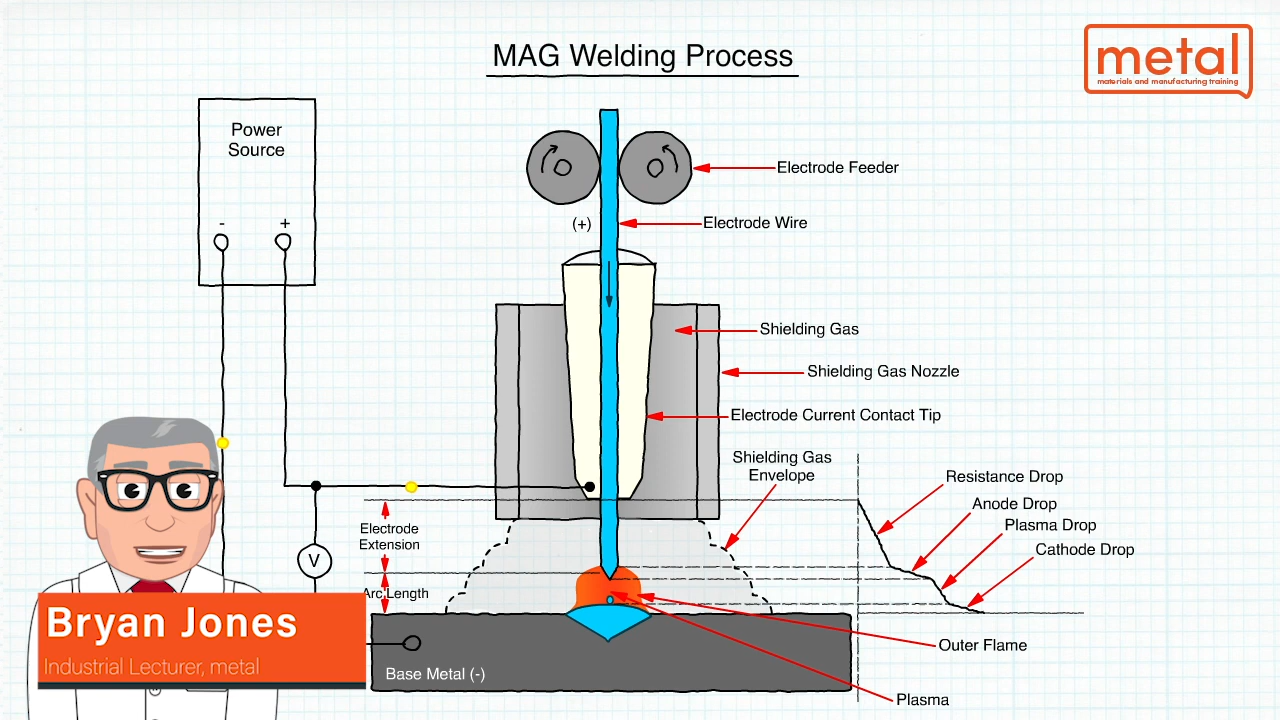 MAG Welding Process
metal
materials and manufacturing training
Power
Source
- +
Electrode Feeder
(+)
Electrode Wire
Shielding Gas
Shielding Gas Nozzle
Electrode Current Contact Tip
Shielding Gas
Envelope
Resistance Drop
Anode Drop
Plasma Drop
Cathode Drop
Electrode
Extension
V
Arc Length
Bryan Jones
Industrial Lecturer, metal
Outer Flame
Base Metal (-)
Plasma